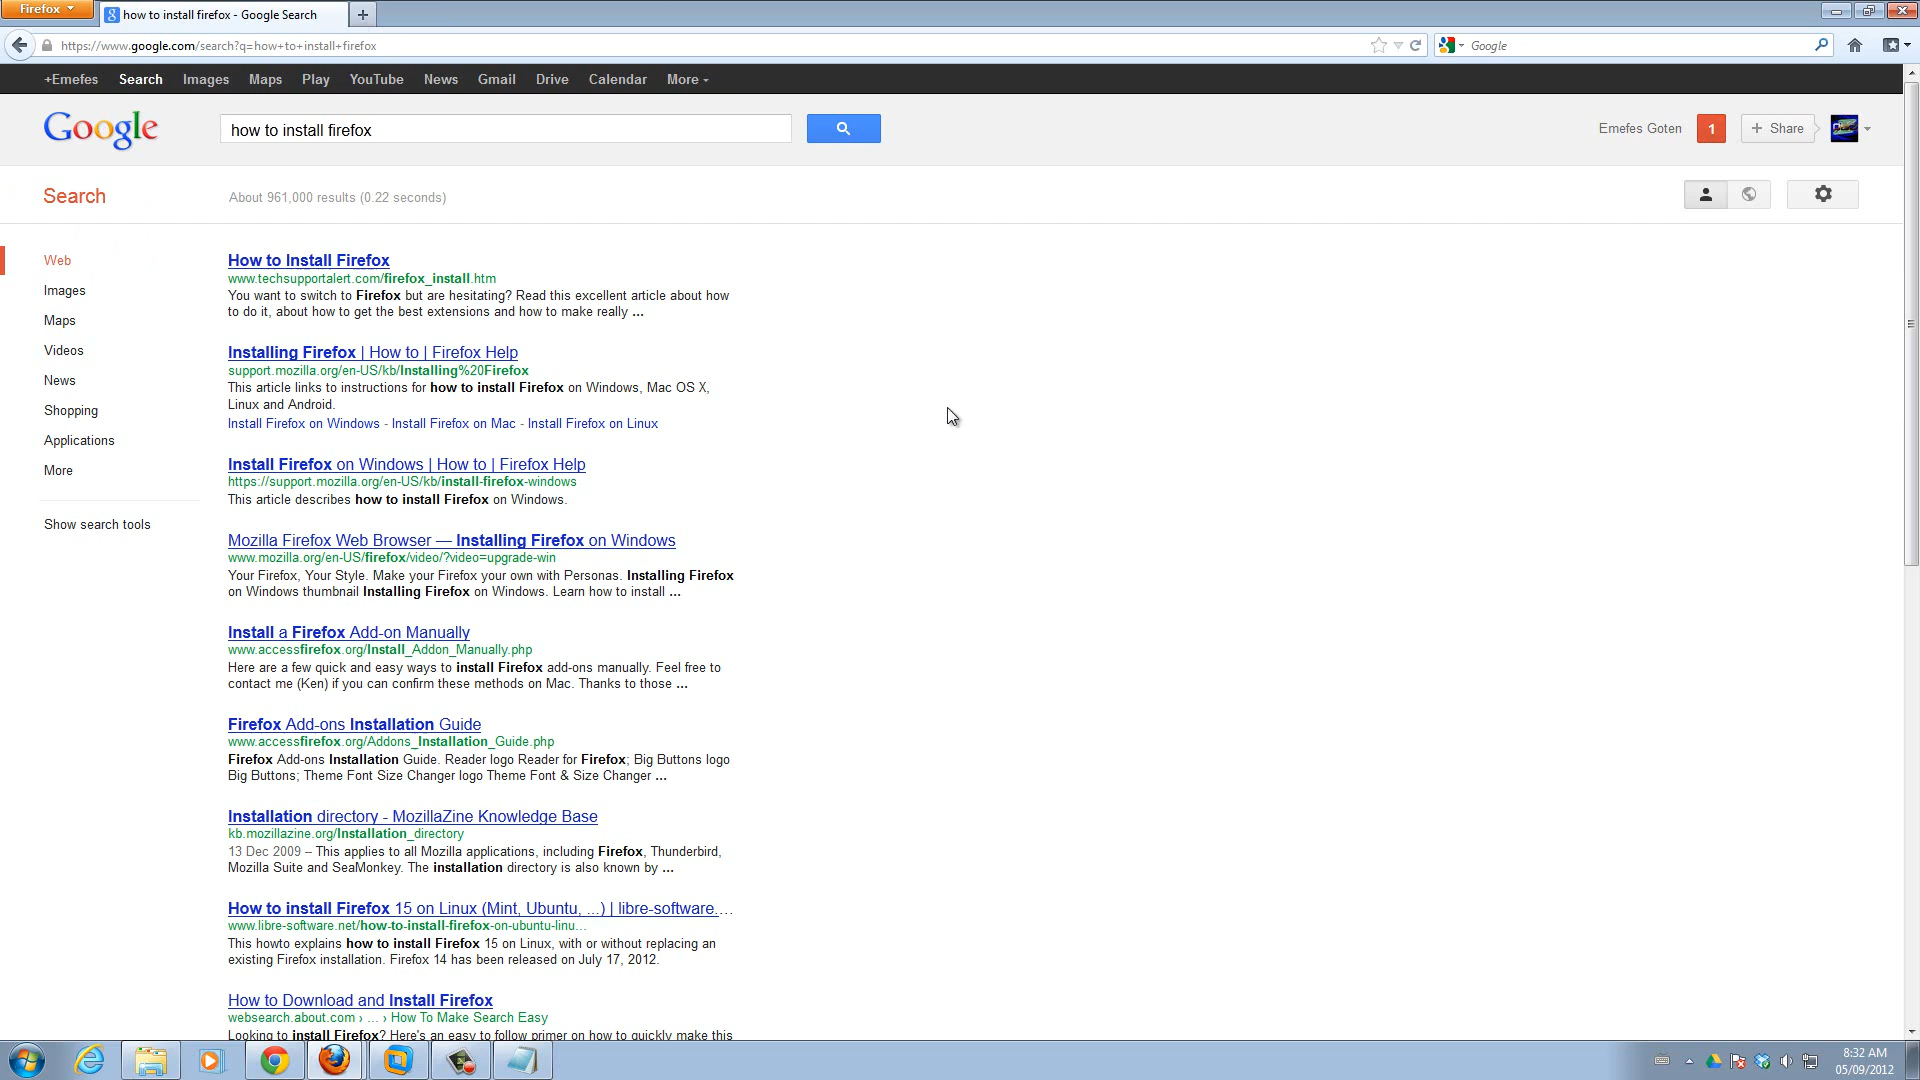 Firefox
how to install firefox - Google Search
https://www.google.com/search?q=how+to+install+firefox
Google
+Emefes Search Images Maps Play YouTube News Gmail Drive Calendar More
Google
how to install firefox
Emefes Goten
1
+ Share
Search
About 961,000 results (0.22 seconds)
Web
Images
Maps
Videos
News
Shopping
Applications
More
Show search tools
How to Install Firefox
www.techsupportalert.com/firefox_install.htm
You want to switch to Firefox but are hesitating? Read this excellent article about how
to do it, about how to get the best extensions and how to make really ...
Installing Firefox | How to | Firefox Help
support.mozilla.org/en-US/kb/Installing%20Firefox
This article links to instructions for how to install Firefox on Windows, Mac OS X,
Linux and Android.
Install Firefox on Windows - Install Firefox on Mac - Install Firefox on Linux
Install Firefox on Windows | How to | Firefox Help
https://support.mozilla.org/en-US/kb/install-firefox-windows
This article describes how to install Firefox on Windows.
Mozilla Firefox Web Browser — Installing Firefox on Windows
www.mozilla.org/en-US/firefox/video/?video=upgrade-win
Your Firefox, Your Style. Make your Firefox your own with Personas. Installing Firefox
on Windows thumbnail Installing Firefox on Windows. Learn how to install ...
Install a Firefox Add-on Manually
www.accessfirefox.org/Install_Addon_Manually.php
Here are a few quick and easy ways to install Firefox add-ons manually. Feel free to
contact me (Ken) if you can confirm these methods on Mac. Thanks to those ...
Firefox Add-ons Installation Guide
www.accessfirefox.org/Addons_Installation_Guide.php
Firefox Add-ons Installation Guide. Reader logo Reader for Firefox; Big Buttons logo
Big Buttons; Theme Font Size Changer logo Theme Font & Size Changer ...
Installation directory - MozillaZine Knowledge Base
kb.mozillazine.org/Installation_directory
13 Dec 2009 – This applies to all Mozilla applications, including Firefox, Thunderbird,
Mozilla Suite and SeaMonkey. The installation directory is also known by ...
How to install Firefox 15 on Linux (Mint, Ubuntu, ...) | libre-software....
www.libre-software.net/how-to-install-firefox-on-ubuntu-linu...
This howto explains how to install Firefox 15 on Linux, with or without replacing an
existing Firefox installation. Firefox 14 has been released on July 17, 2012.
How to Download and Install Firefox
websearch.about.com › ... › How To Make Search Easy
Looking to install Firefox? Here's an easy to follow primer on how to quickly make this
8:32 AM
05/09/2012